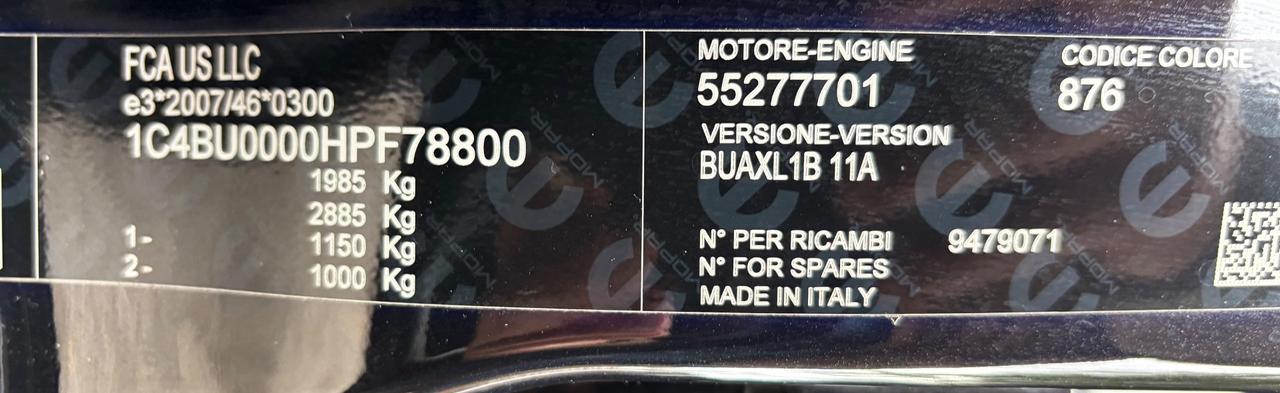 FCA US LLC
e3*2007/46*0300
1C4BU0000HPF78800
1985 Kg
2885 Kg
1- 1150 Kg
2- 1000 Kg
MOTORE-ENGINE
55277701
CODICE COLORE
876
VERSIONE-VERSION
BUAXL1B 11A
N° PER RICAMBI 9479071
N° FOR SPARES
MADE IN ITALY
MOPAR